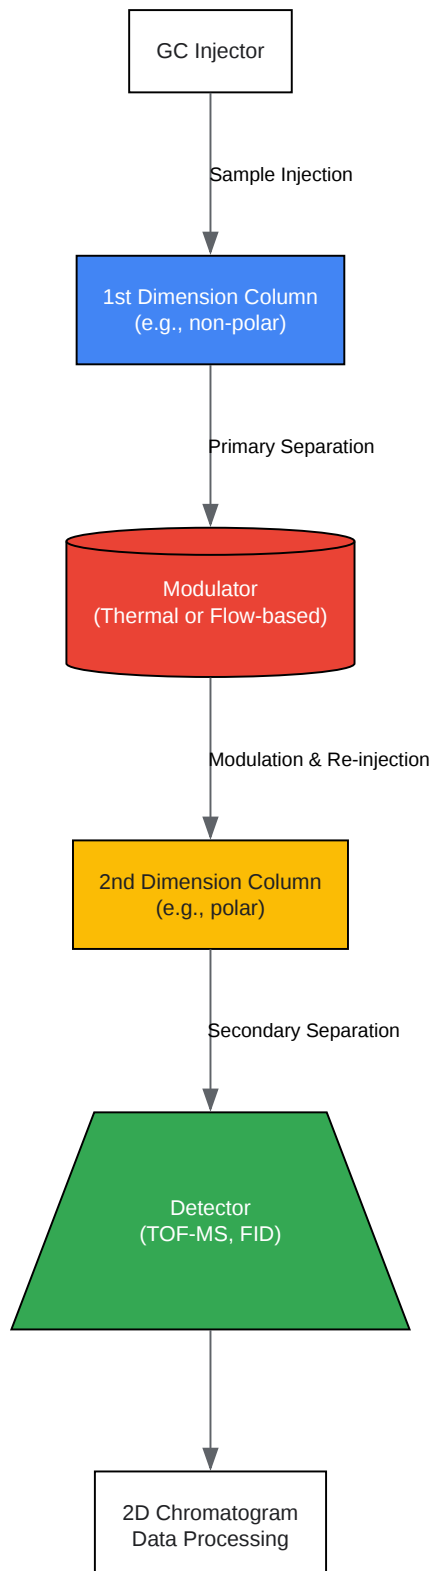 GC Injector
Sample Injection
1st Dimension Column
(e.g., non-polar)
Primary Separation
Modulator
(Thermal or Flow-based)
Modulation & Re-injection
2nd Dimension Column
(e.g., polar)
Secondary Separation
Detector
(TOF-MS, FID)
2D Chromatogram
Data Processing